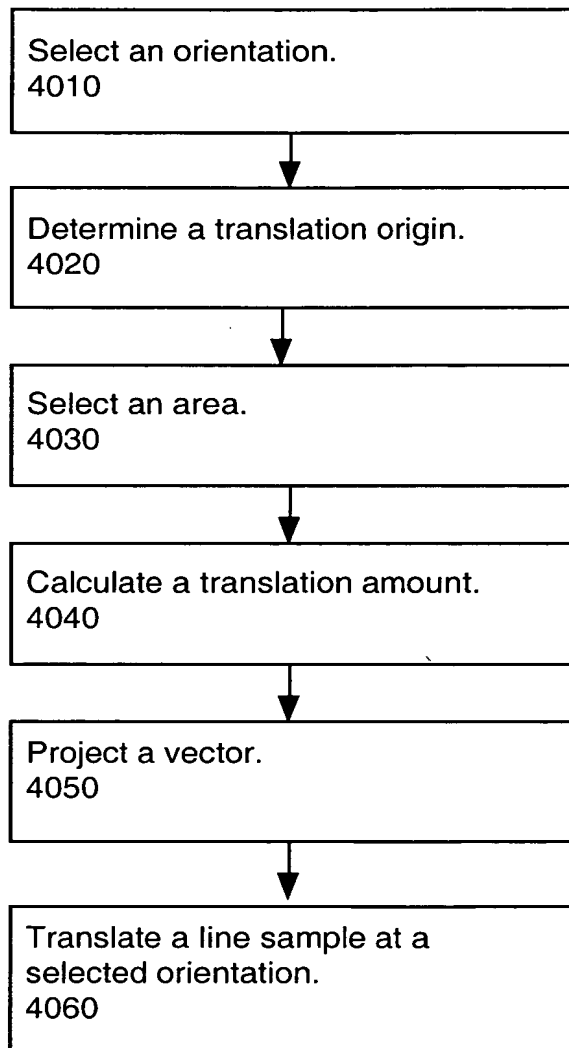 Select an orientation.
4010
Determine a translation origin.
4020
Select an area.
4030
Calculate a translation amount.
4040
Project a vector.
4050
Translate a line sample at a
selected orientation.
4060